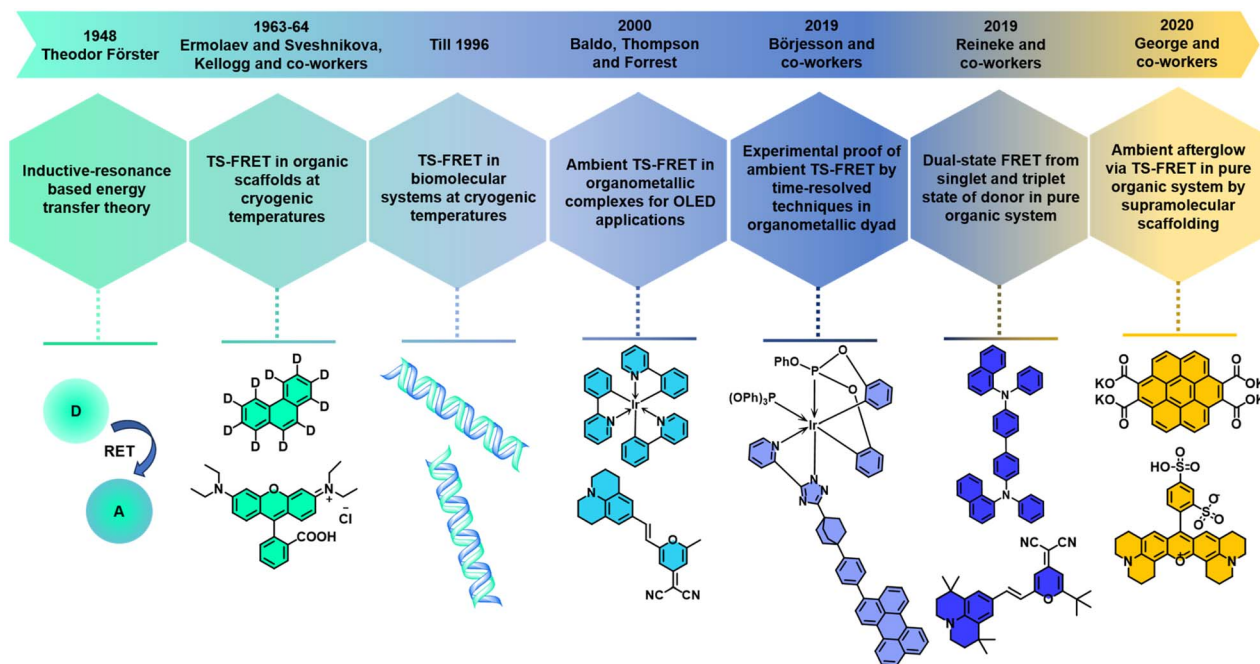 1948
Theodor Förster
1963-64
Ermolaev and Sveshnikova,
Kellogg and co-workers
Till 1996
2000
Baldo, Thompson
and Forrest
2019
Börjesson and
co-workers
2019
Reineke and
co-workers
2020
George and
co-workers
Inductive-resonance
based energy
transfer theory
TS-FRET in
organic scaffolds at
cryogenic
temperatures
TS-FRET in
biomolecular
systems at cryogenic
temperatures
Ambient TS-FRET in
organometallic
complexes for OLED
applications
Experimental proof of
ambient TS-FRET by
time-resolved
techniques in
organometallic dyad
Dual-state FRET from
singlet and triplet
state of donor in pure
organic system
Ambient afterglow
via TS-FRET in pure
organic system by
supramolecular
scaffolding
D
RET
A
D D
D D
D D
D D
D D
N O N+
Cl−
COOH
N
Ir
N N
N
O
NC CN
O
PhO P
O
(OPh)3P
Ir
N N
N
N
N
N
NC CN
O
N
O O
KO OK
KO OK
O O
O
HO-S=O
O
O
S O−
O
N O+ N